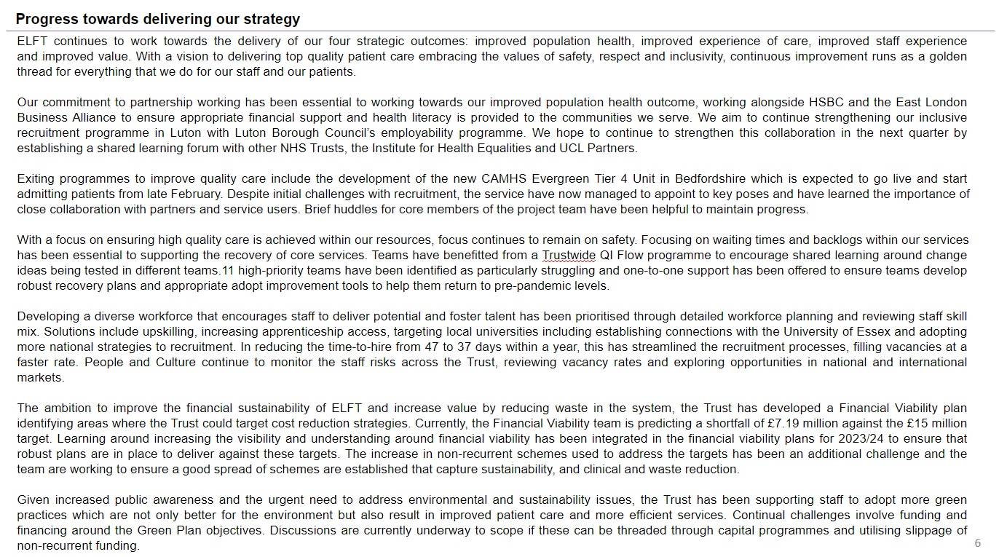 Progress towards delivering our strategy
ELFT continues to work towards the delivery of our four strategic outcomes: improved population health, improved experience of care, improved staff experience
and improved value. With a vision to delivering top quality patient care embracing the values of safety, respect and inclusivity, continuous improvement runs as a golden
thread for everything that we do for our staff and our patients.
Our commitment to partnership working has been essential to working towards our improved population health outcome, working alongside HSBC and the East London
Business Alliance to ensure appropriate financial support and health literacy is provided to the communities we serve. We aim to continue strengthening our inclusive
recruitment programme in Luton with Luton Borough Council’s employability programme. We hope to continue to strengthen this collaboration in the next quarter by
establishing a shared learning forum with other NHS Trusts, the Institute for Health Equalities and UCL Partners.
Exiting programmes to improve quality care include the development of the new CAMHS Evergreen Tier 4 Unit in Bedfordshire which is expected to go live and start
admitting patients from late February. Despite initial challenges with recruitment, the service have now managed to appoint to key poses and have learned the importance of
close collaboration with partners and service users. Brief huddles for core members of the project team have been helpful to maintain progress.
With a focus on ensuring high quality care is achieved within our resources, focus continues to remain on safety. Focusing on waiting times and backlogs within our services
has been essential to supporting the recovery of core services. Teams have benefitted from a Trustwide QI Flow programme to encourage shared learning around change
ideas being tested in different teams.11 high-priority teams have been identified as particularly struggling and one-to-one support has been offered to ensure teams develop
robust recovery plans and appropriate adopt improvement tools to help them return to pre-pandemic levels.
Developing a diverse workforce that encourages staff to deliver potential and foster talent has been prioritised through detailed workforce planning and reviewing staff skill
mix. Solutions include upskilling, increasing apprenticeship access, targeting local universities including establishing connections with the University of Essex and adopting
more national strategies to recruitment. In reducing the time-to-hire from 47 to 37 days within a year, this has streamlined the recruitment processes, filling vacancies at a
faster rate. People and Culture continue to monitor the staff risks across the Trust, reviewing vacancy rates and exploring opportunities in national and international
markets.
The ambition to improve the financial sustainability of ELFT and increase value by reducing waste in the system, the Trust has developed a Financial Viability plan
identifying areas where the Trust could target cost reduction strategies. Currently, the Financial Viability team is predicting a shortfall of £7.19 million against the £15 million
target. Learning around increasing the visibility and understanding around financial viability has been integrated in the financial viability plans for 2023/24 to ensure that
robust plans are in place to deliver against these targets. The increase in non-recurrent schemes used to address the targets has been an additional challenge and the
team are working to ensure a good spread of schemes are established that capture sustainability, and clinical and waste reduction.
Given increased public awareness and the urgent need to address environmental and sustainability issues, the Trust has been supporting staff to adopt more green
practices which are not only better for the environment but also result in improved patient care and more efficient services. Continual challenges involve funding and
financing around the Green Plan objectives. Discussions are currently underway to scope if these can be threaded through capital programmes and utilising slippage of
non-recurrent funding.
6